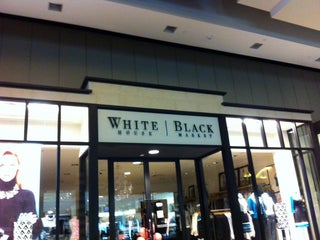 WHITE HOUSE | BLACK MARKET